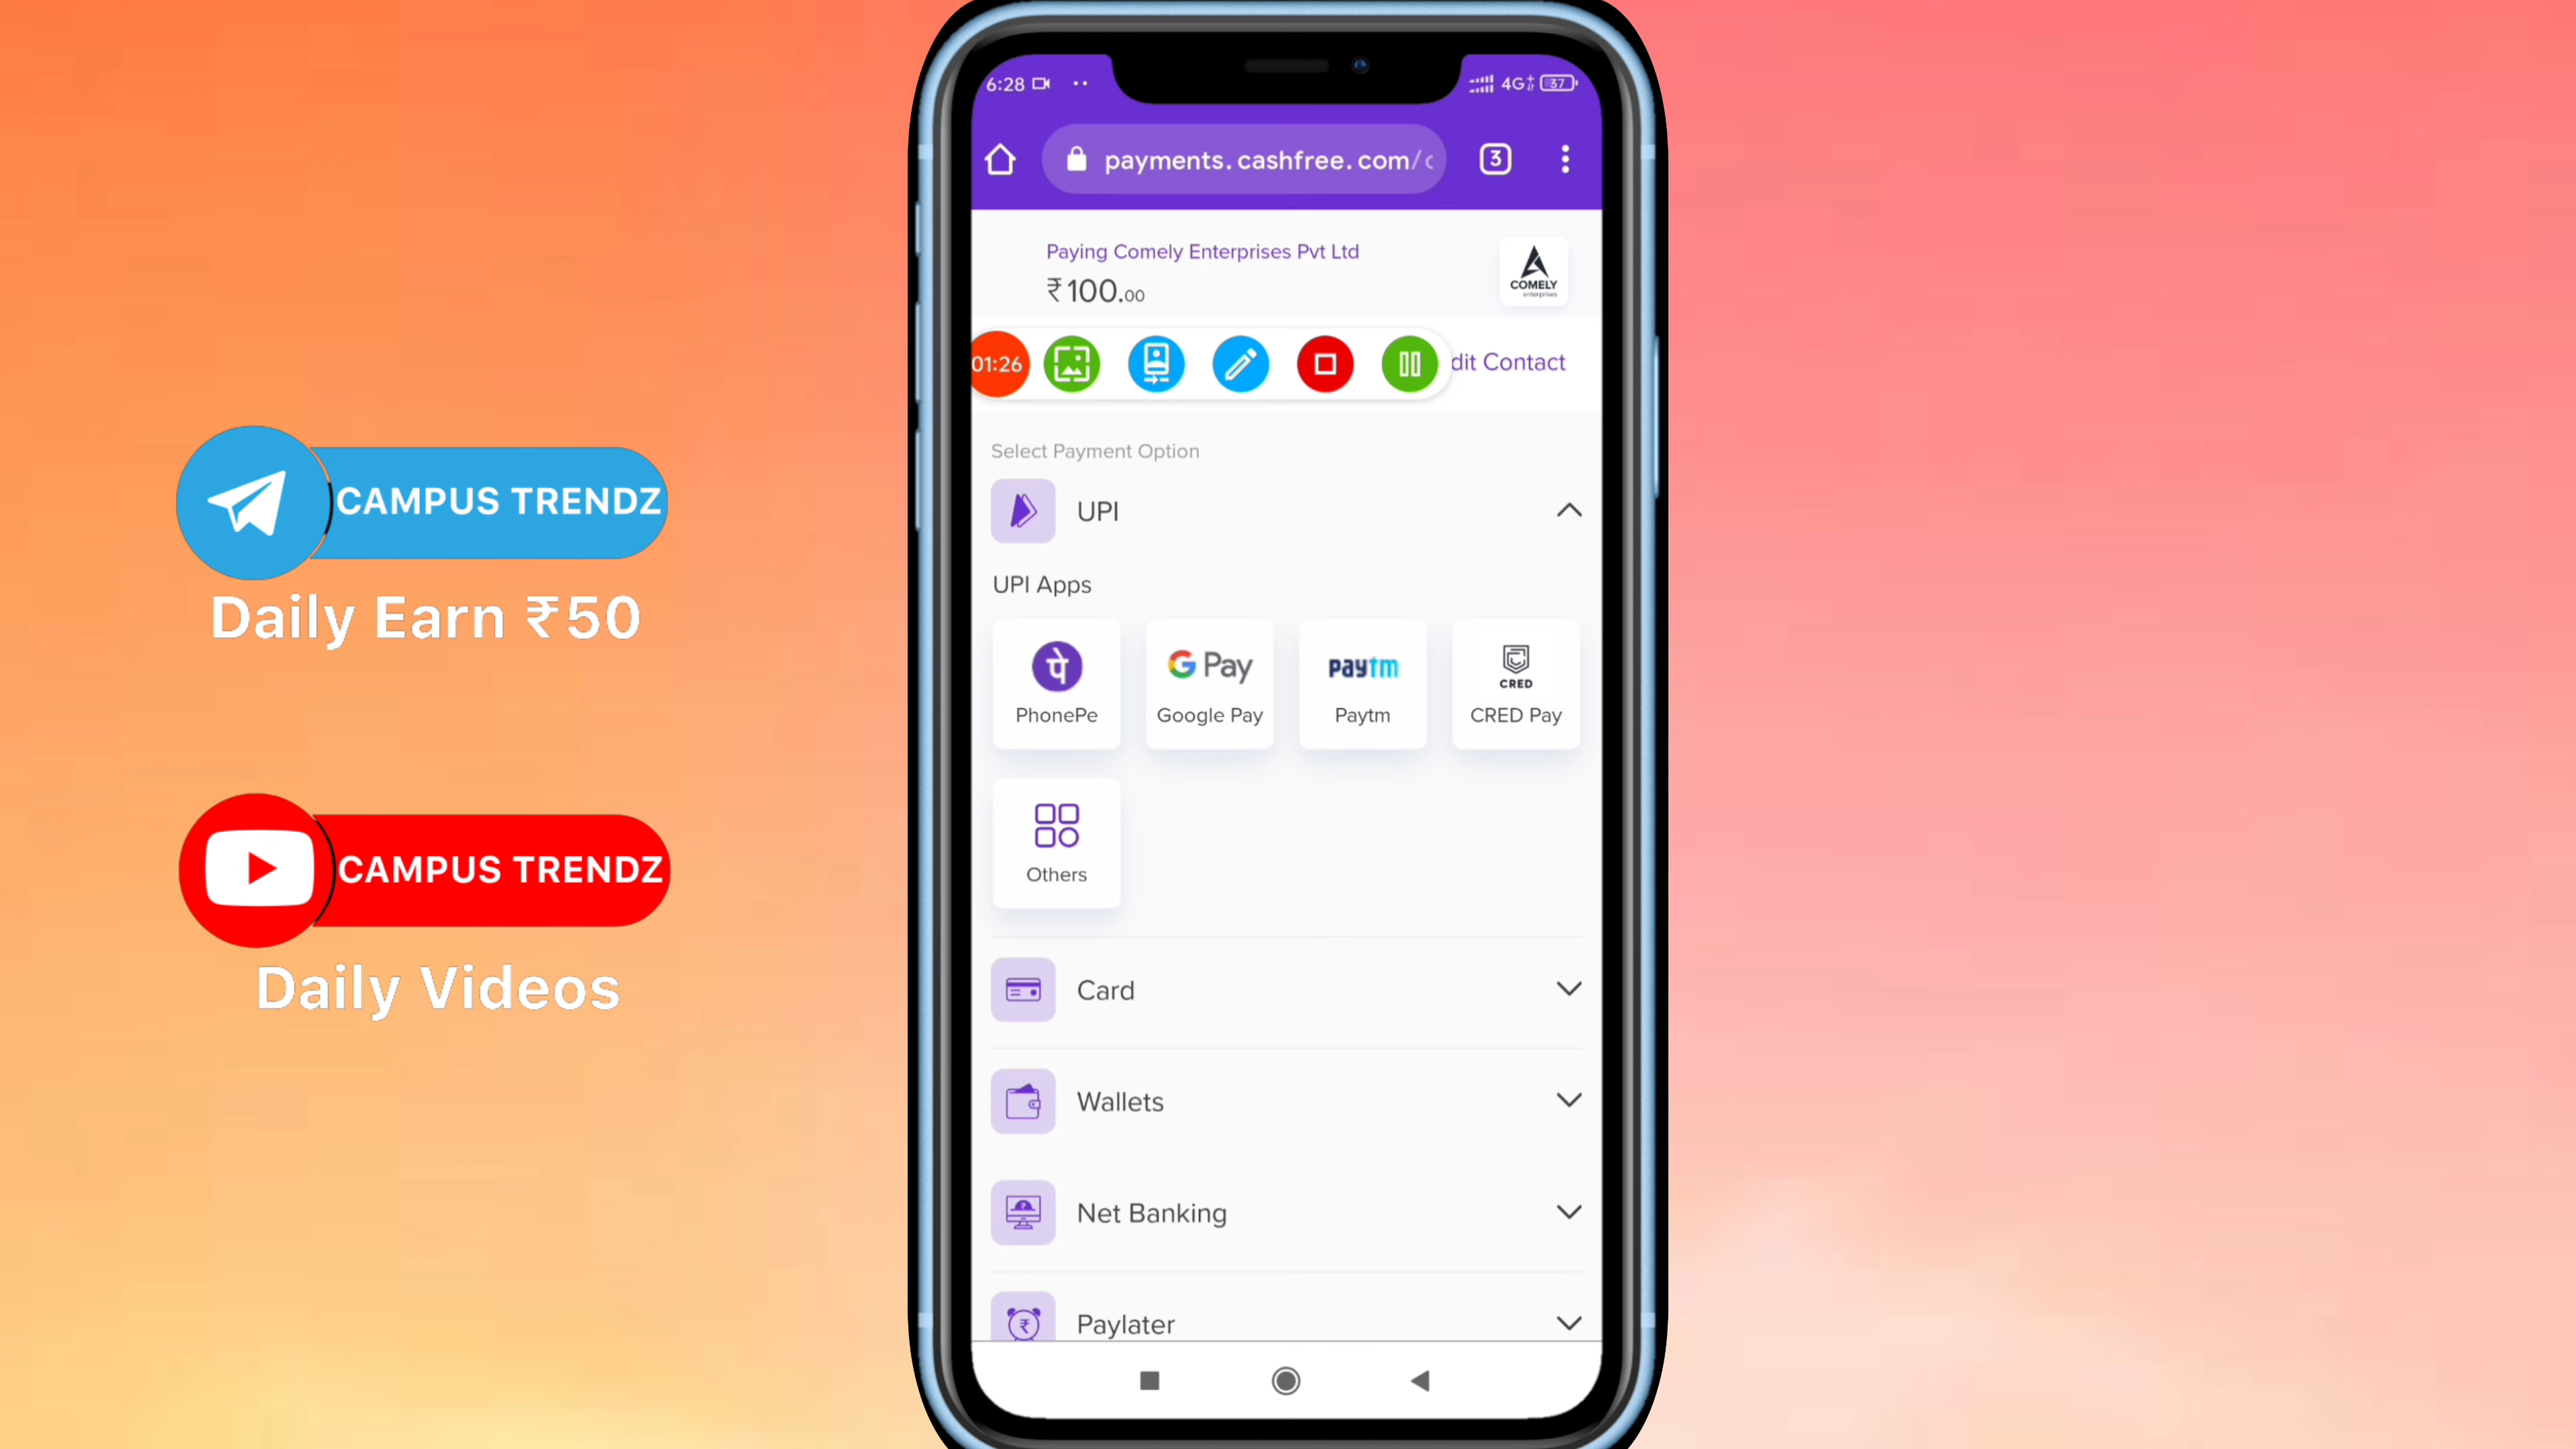 CAMPUS TRENDZ
Daily Earn ₹50
CAMPUS TRENDZ
Daily Videos
6:28
4G+
37
payments.cashfree.com/
3
Paying Comely Enterprises Pvt Ltd
₹100.00
COMELY
enterprises
01:26
dit Contact
Select Payment Option
UPI
UPI Apps
पे
G Pay
paytm
CRED
PhonePe
Google Pay
Paytm
CRED Pay
Others
Card
Wallets
Net Banking
₹
Paylater